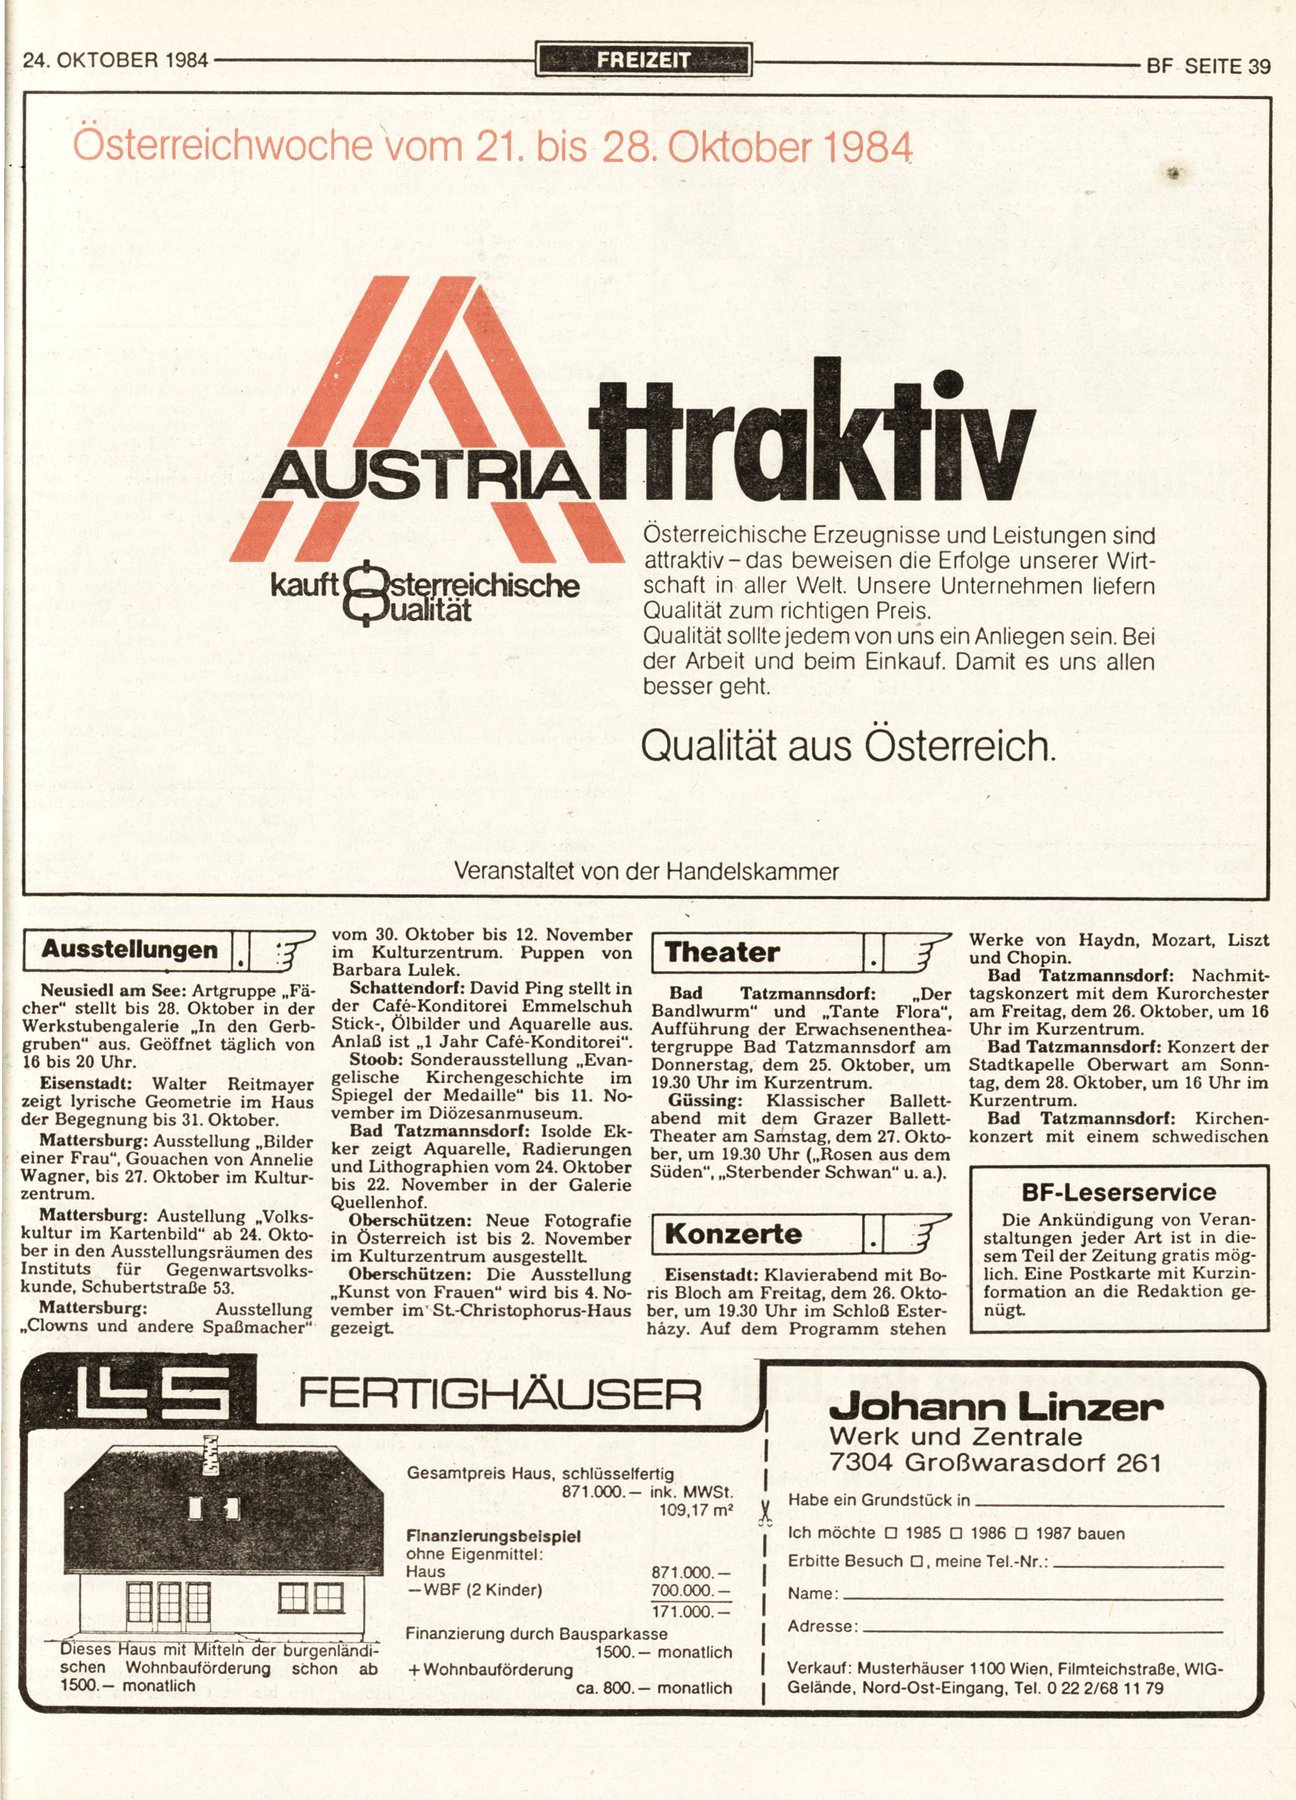 24. OKTOBER 1984
FREIZEIT
BF SEITE 39
Österreichwoche vom 21. bis 28. Oktober 1984
AUSTRIA
ttraktiv
kauft österreichische
Qualität
Österreichische Erzeugnisse und Leistungen sind
attraktiv – das beweisen die Erfolge unserer Wirt-
schaft in aller Welt. Unsere Unternehmen liefern
Qualität zum richtigen Preis.
Qualität sollte jedem von uns ein Anliegen sein. Bei
der Arbeit und beim Einkauf. Damit es uns allen
besser geht.
Qualität aus Österreich.
Veranstaltet von der Handelskammer
Ausstellungen
Neusiedl am See: Artgruppe „Fä-
cher“ stellt bis 28. Oktober in der
Werkstubengalerie „In den Gerb-
gruben“ aus. Geöffnet täglich von
16 bis 20 Uhr.
Eisenstadt: Walter Reitmayer
zeigt lyrische Geometrie im Haus
der Begegnung bis 31. Oktober.
Mattersburg: Ausstellung „Bilder
einer Frau“, Gouachen von Annelie
Wagner, bis 27. Oktober im Kultur-
zentrum.
Mattersburg: Austellung „Volks-
kultur im Kartenbild“ ab 24. Okto-
ber in den Ausstellungsräumen des
Instituts für Gegenwartsvolks-
kunde, Schubertstraße 53.
Mattersburg: Ausstellung
„Clowns und andere Spaßmacher“
vom 30. Oktober bis 12. November
im Kulturzentrum. Puppen von
Barbara Lulek.
Schattendorf: David Ping stellt in
der Café-Konditorei Emmelschuh
Stick-, Ölbilder und Aquarelle aus.
Anlaß ist „1 Jahr Café-Konditorei“.
Stoob: Sonderausstellung „Evan-
gelische Kirchengeschichte im
Spiegel der Medaille“ bis 11. No-
vember im Diözesanmuseum.
Bad Tatzmannsdorf: Isolde Ek-
ker zeigt Aquarelle, Radierungen
und Lithographien vom 24. Oktober
bis 22. November in der Galerie
Quellenhof.
Oberschützen: Neue Fotografie
in Österreich ist bis 2. November
im Kulturzentrum ausgestellt.
Oberschützen: Die Ausstellung
„Kunst von Frauen“ wird bis 4. No-
vember im St.-Christophorus-Haus
gezeigt.
Theater
Bad Tatzmannsdorf: „Der
Bandlwurm“ und „Tante Flora“,
Aufführung der Erwachsenenthea-
tergruppe Bad Tatzmannsdorf am
Donnerstag, dem 25. Oktober, um
19.30 Uhr im Kurzentrum.
Güssing: Klassischer Ballett-
abend mit dem Grazer Ballett-
Theater am Samstag, dem 27. Okto-
ber, um 19.30 Uhr („Rosen aus dem
Süden“, „Sterbender Schwan“ u. a.).
Konzerte
Eisenstadt: Klavierabend mit Bo-
ris Bloch am Freitag, dem 26. Okto-
ber, um 19.30 Uhr im Schloß Ester-
házy. Auf dem Programm stehen
Werke von Haydn, Mozart, Liszt
und Chopin.
Bad Tatzmannsdorf: Nachmit-
tagskonzert mit dem Kurorchester
am Freitag, dem 26. Oktober, um 16
Uhr im Kurzentrum.
Bad Tatzmannsdorf: Konzert der
Stadtkapelle Oberwart am Sonn-
tag, dem 28. Oktober, um 16 Uhr im
Kurzentrum.
Bad Tatzmannsdorf: Kirchen-
konzert mit einem schwedischen
BF-Leserservice
Die Ankündigung von Veran-
staltungen jeder Art ist in die-
sem Teil der Zeitung gratis mög-
lich. Eine Postkarte mit Kurzin-
formation an die Redaktion ge-
nügt.
LLS FERTIGHÄUSER
Dieses Haus mit Mitteln der burgenländi-
schen Wohnbauförderung schon ab
1500.— monatlich
Gesamtpreis Haus, schlüsselfertig
871.000.— ink. MWSt.
109,17 m²
Finanzierungsbeispiel
ohne Eigenmittel:
Haus 871.000.—
—WBF (2 Kinder) 700.000.—
171.000.—
Finanzierung durch Bausparkasse
1500.— monatlich
+Wohnbauförderung
ca. 800.— monatlich
Johann Linzer
Werk und Zentrale
7304 Großwarasdorf 261
Habe ein Grundstück in
Ich möchte □ 1985 □ 1986 □ 1987 bauen
Erbitte Besuch □, meine Tel.-Nr.:
Name:
Adresse:
Verkauf: Musterhäuser 1100 Wien, Filmteichstraße, WIG-
Gelände, Nord-Ost-Eingang, Tel. 0 22 2/68 11 79